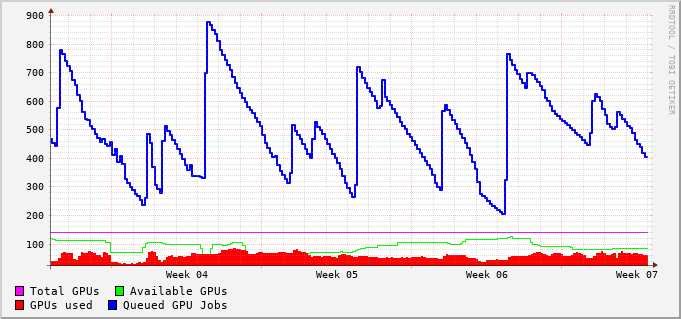 900
800
700
600
500
400
300
200
100
RRDTOOL / TOBI OETIKER
Week 04 Week 05 Week 06 Week 07
Total GPUs Available GPUs
GPUs used Queued GPU Jobs